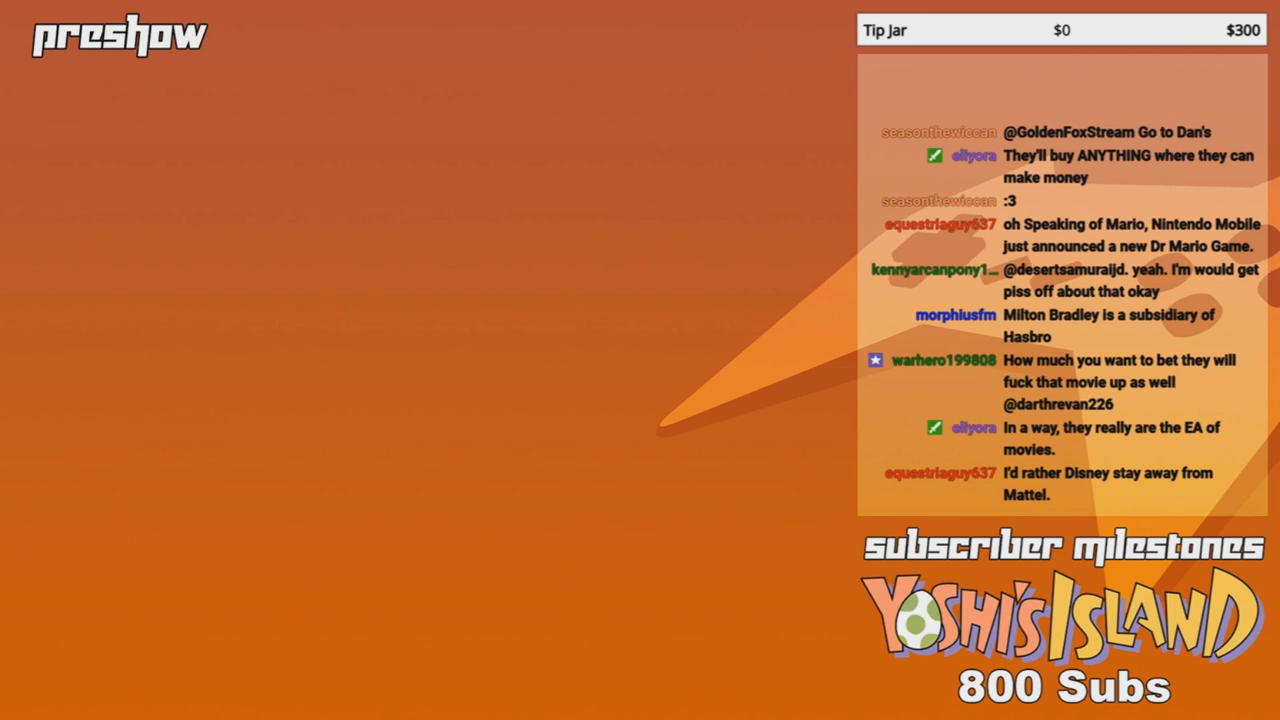 preshow
Tip Jar $0 $300
seasonthewiccan @GoldenFoxStream Go to Dan's
eliyora They'll buy ANYTHING where they can
make money
seasonthewiccan :3
equestriaguy637 oh Speaking of Mario, Nintendo Mobile
just announced a new Dr Mario Game.
kennyarcanpony1… @desertsamuraijd. yeah. I'm would get
piss off about that okay
morphiusfm Milton Bradley is a subsidiary of
Hasbro
warhero199808 How much you want to bet they will
fuck that movie up as well
@darthrevan226
eliyora In a way, they really are the EA of
movies.
equestriaguy637 I'd rather Disney stay away from
Mattel.
subscriber milestones
YOSHI'S ISLAND
800 Subs